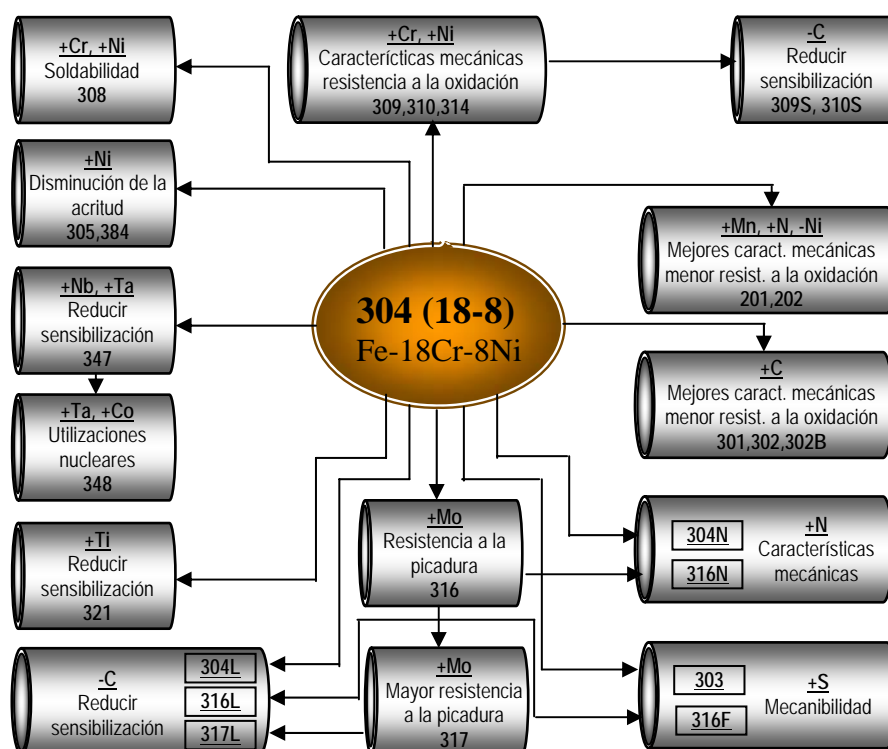 +Cr, +Ni
Soldabilidad
308
+Cr, +Ni
Caracterícticas mecánicas
resistencia a la oxidación
309,310,314
-C
Reducir
sensibilización
309S, 310S
+Ni
Disminución de la
acritud
305,384
+Mn, +N, -Ni
Mejores caract. mecánicas
menor resist. a la oxidación
201,202
304 (18-8)
Fe-18Cr-8Ni
+Nb, +Ta
Reducir
sensibilización
347
+C
Mejores caract. mecánicas
menor resist. a la oxidación
301,302,302B
+Ta, +Co
Utilizaciones
nucleares
348
+Mo
Resistencia a la
picadura
316
304N
316N
+N
Características
mecánicas
+Ti
Reducir
sensibilización
321
-C
Reducir
sensibilización
304L
316L
317L
+Mo
Mayor resistencia
a la picadura
317
303
316F
+S
Mecanibilidad